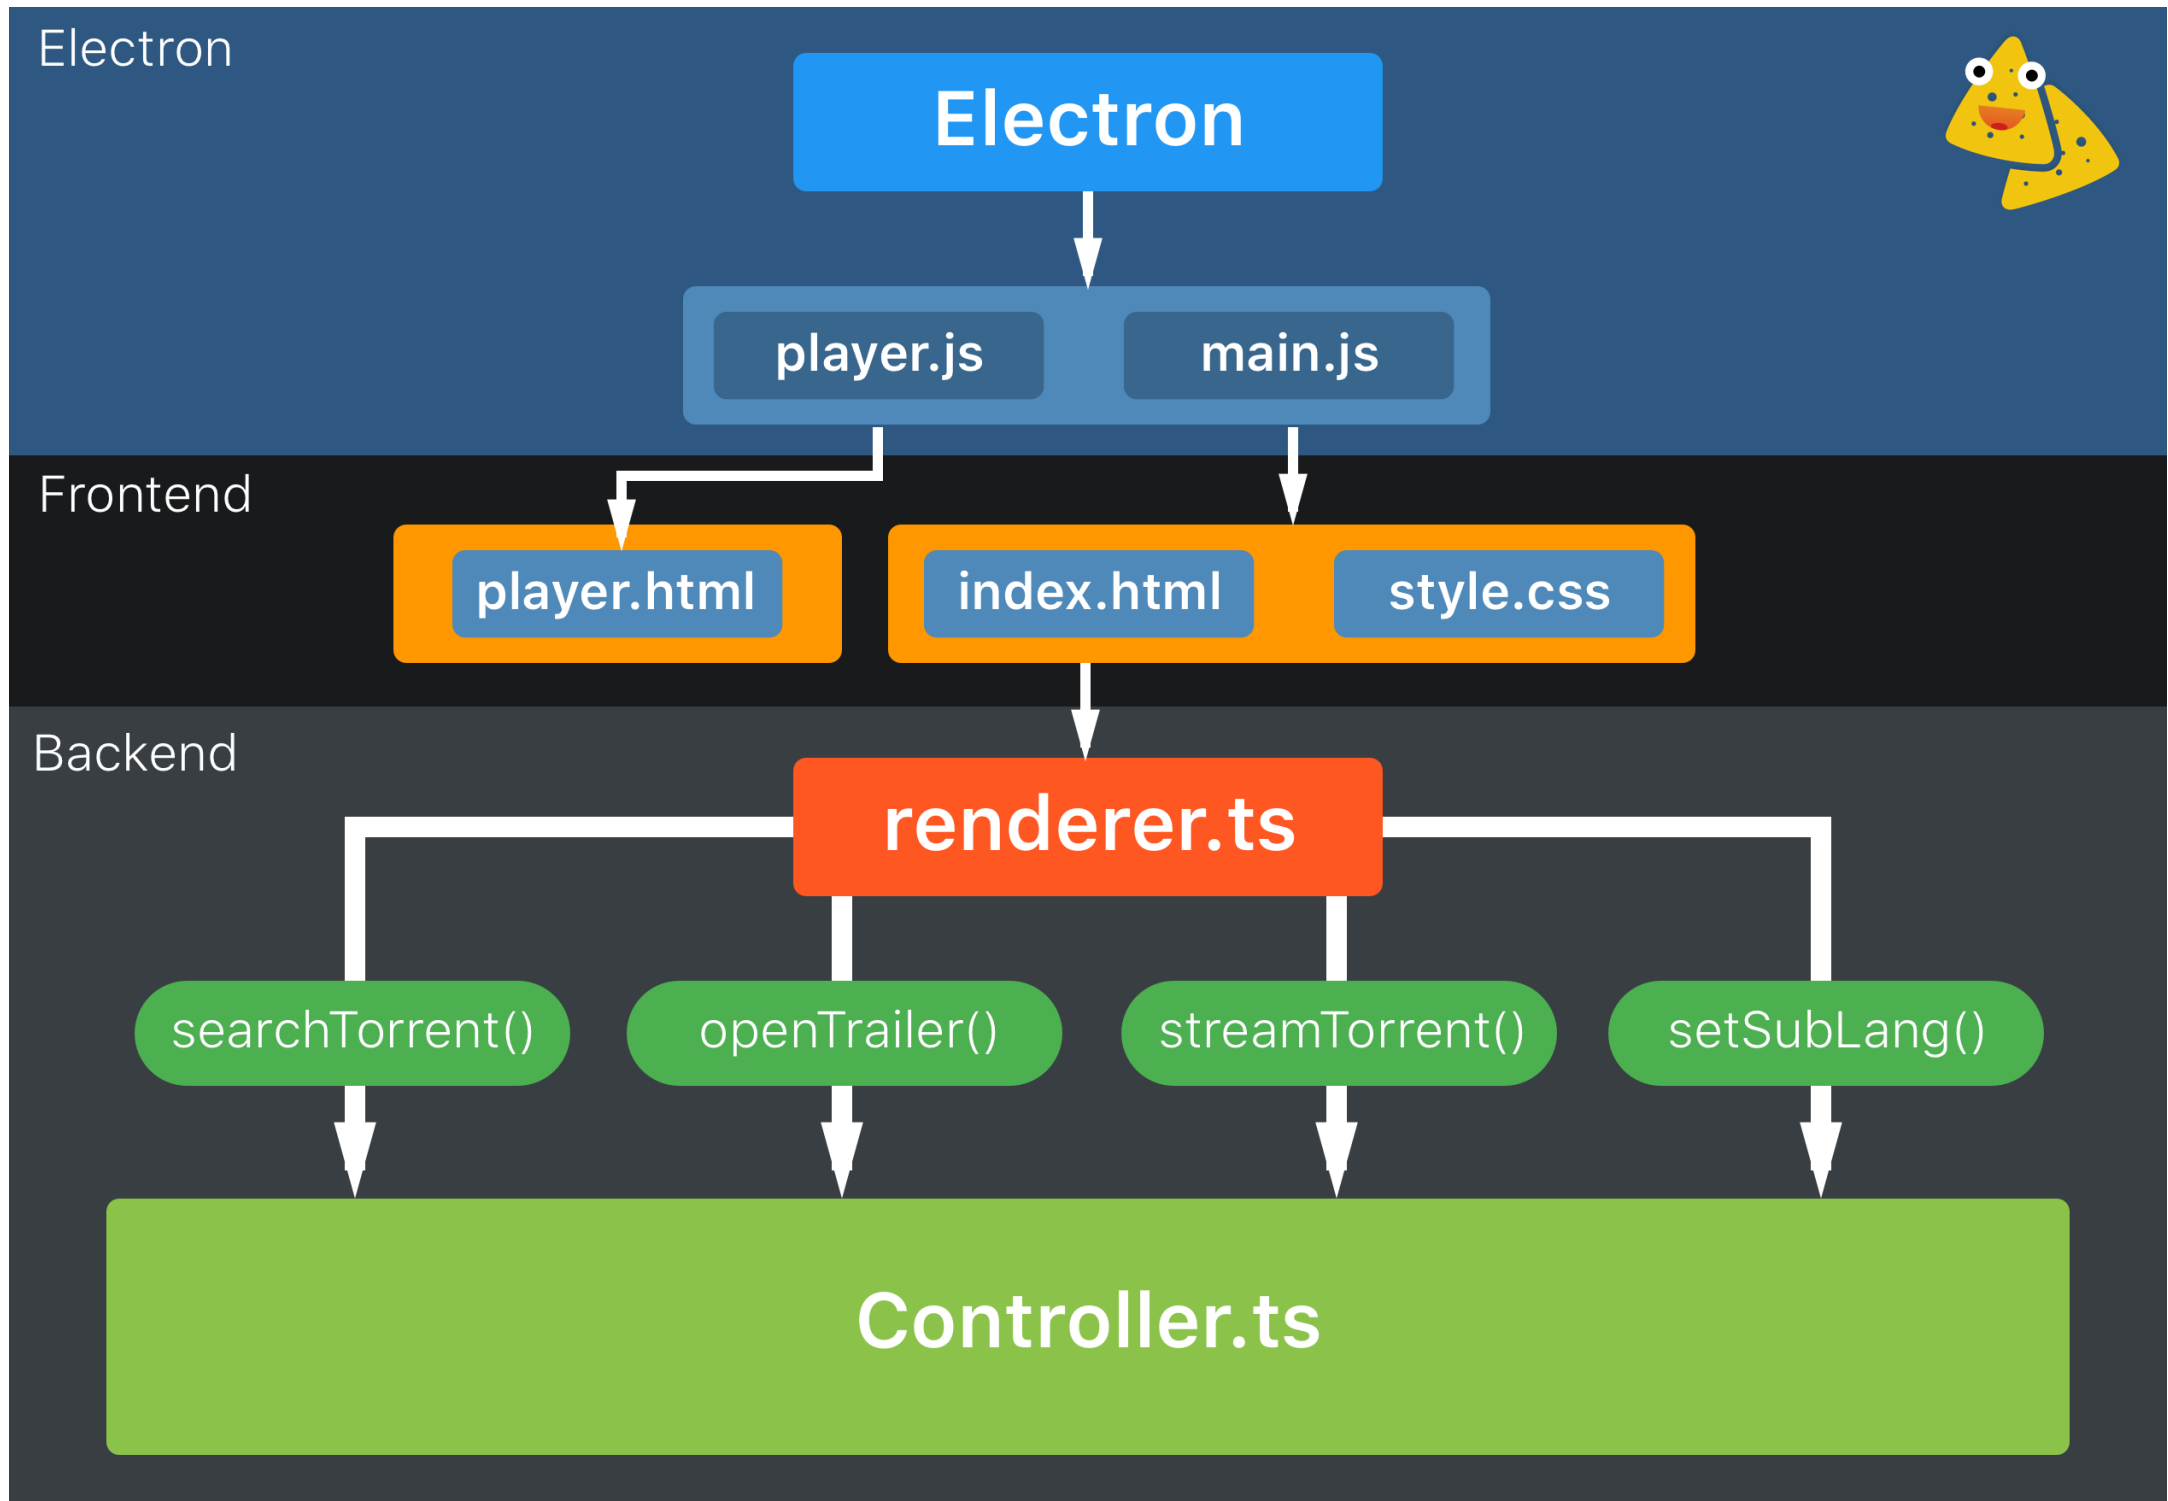 Electron
Electron
player.js
main.js
Frontend
player.html
index.html
style.css
Backend
renderer.ts
searchTorrent()
openTrailer()
streamTorrent()
setSubLang()
Controller.ts